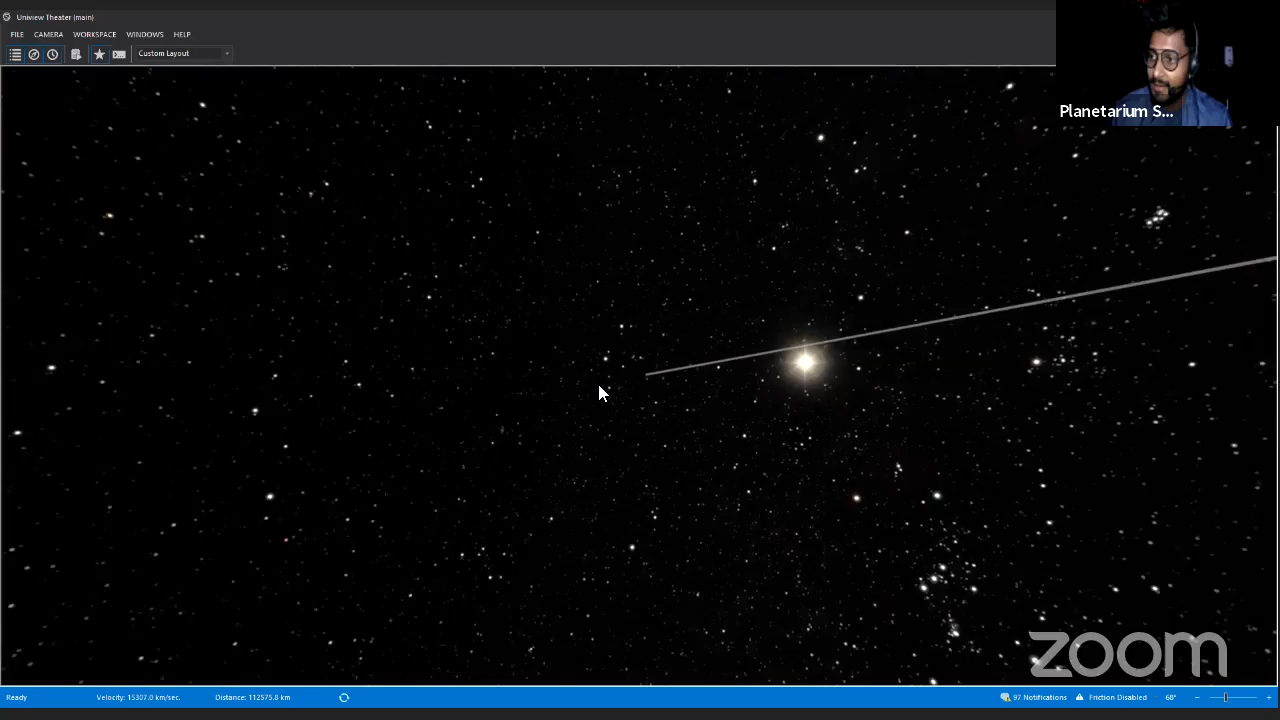 Uniview Theater (main)
FILE CAMERA WORKSPACE WINDOWS HELP
Custom Layout
Planetarium S...
zoom
Ready Velocity: 15307.0 km/sec. Distance: 112575.8 km 97 Notifications Friction Disabled 68° − +